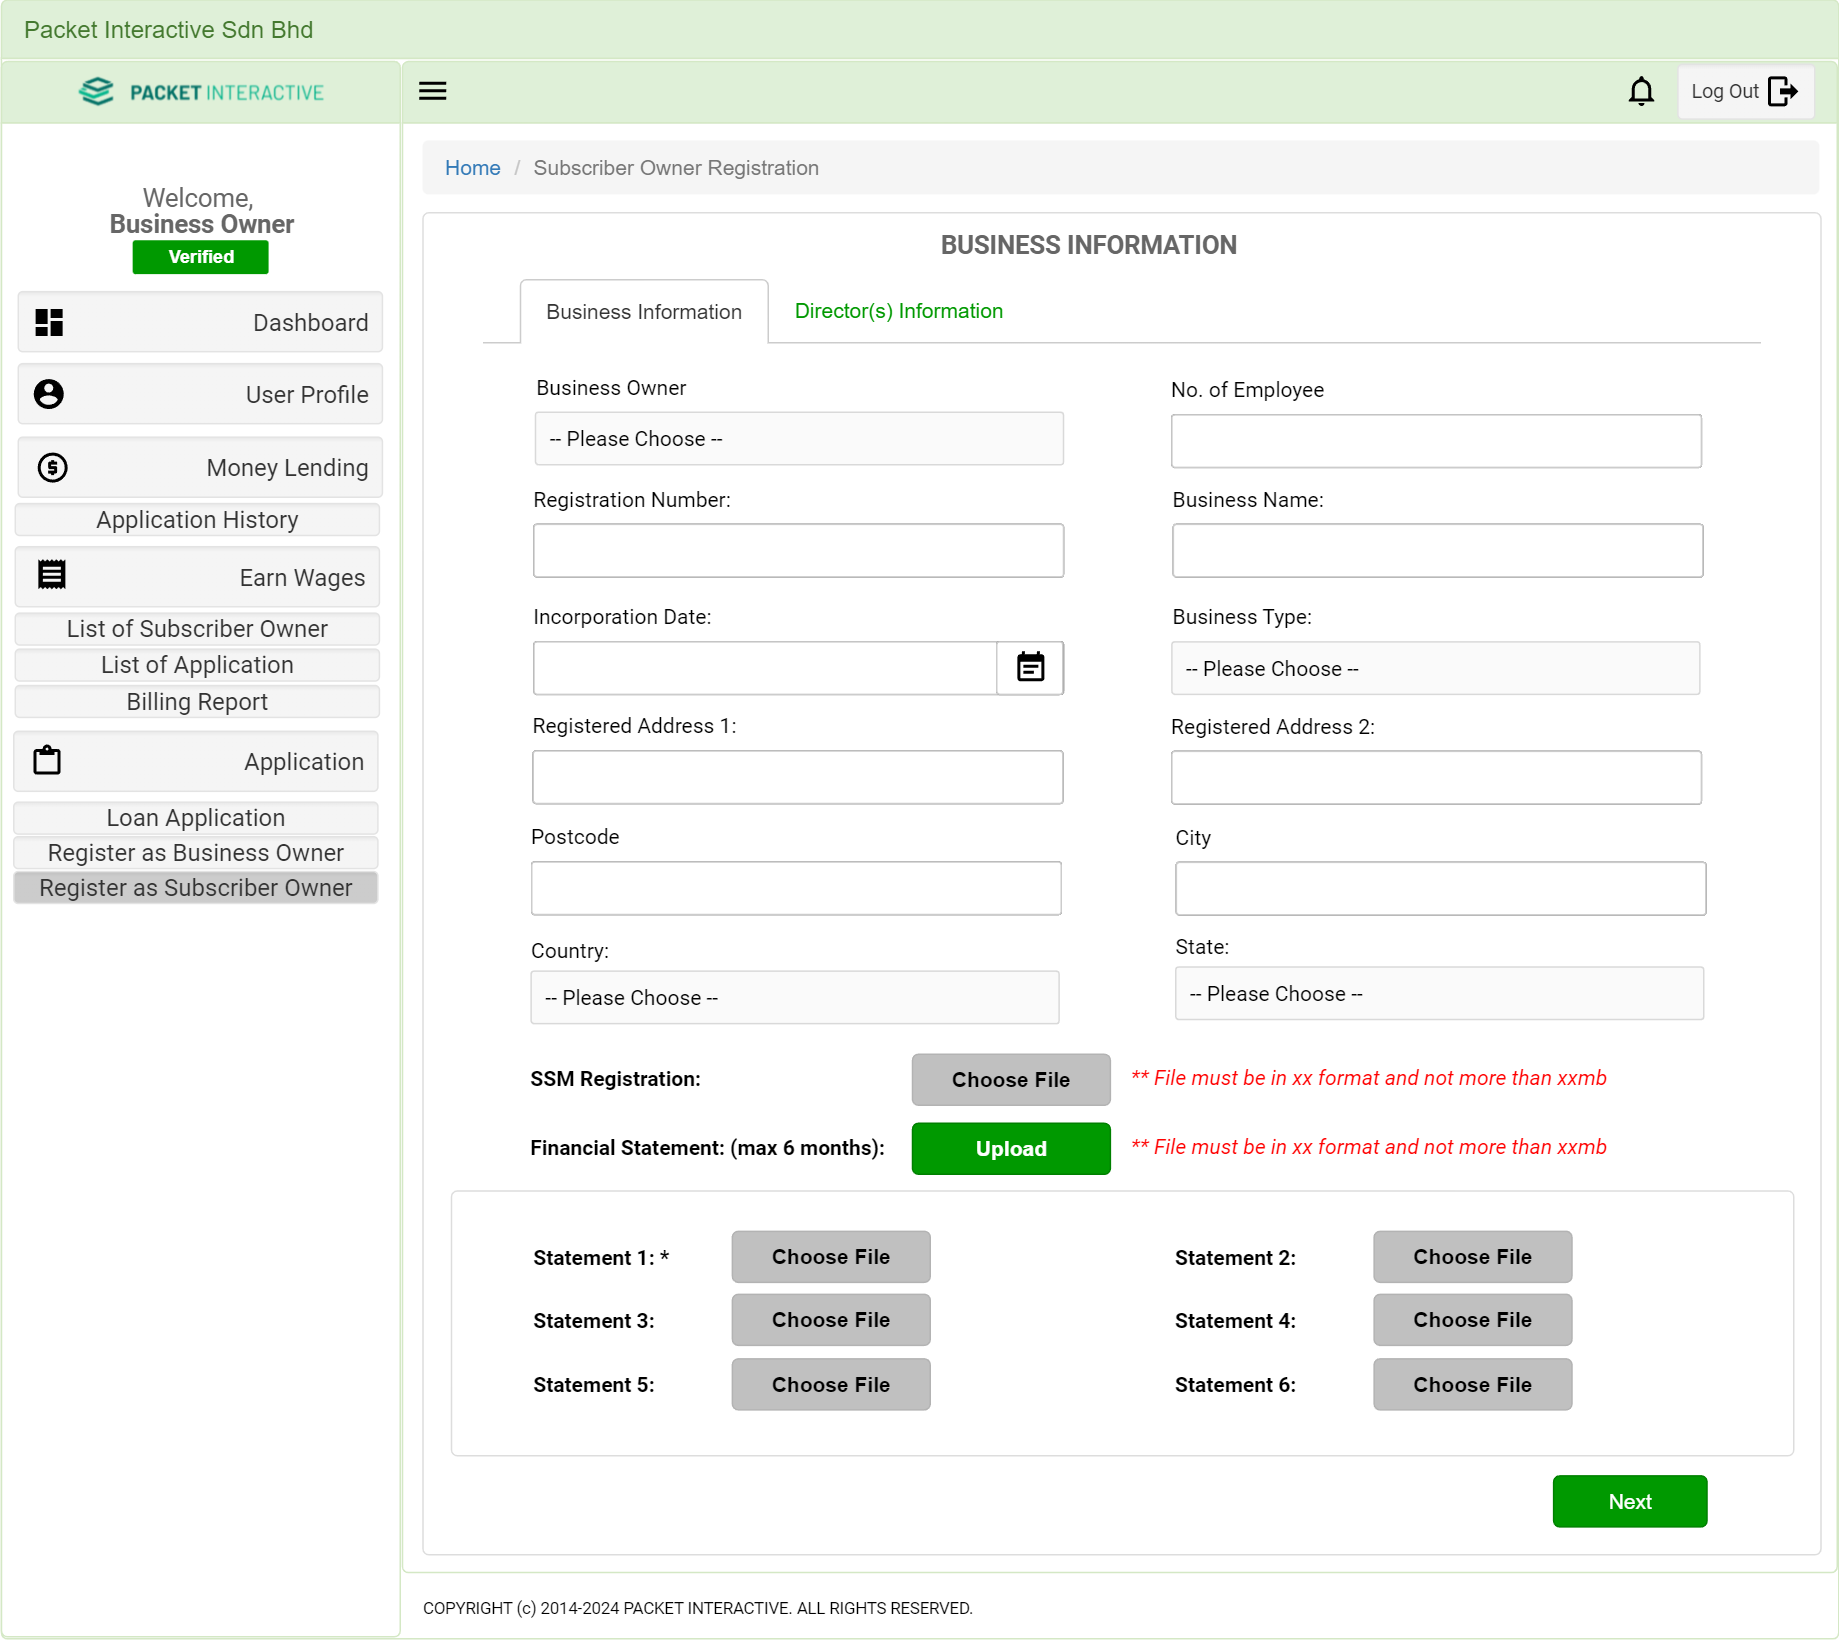 Packet Interactive Sdn Bhd
PACKET INTERACTIVE
Log Out
Welcome,
Business Owner
Verified
Dashboard
User Profile
Money Lending
Application History
Earn Wages
List of Subscriber Owner
List of Application
Billing Report
Application
Loan Application
Register as Business Owner
Register as Subscriber Owner
Home / Subscriber Owner Registration
BUSINESS INFORMATION
Business Information
Director(s) Information
Business Owner
No. of Employee
-- Please Choose --
Registration Number:
Business Name:
Incorporation Date:
Business Type:
-- Please Choose --
Registered Address 1:
Registered Address 2:
Postcode
City
Country:
State:
-- Please Choose --
-- Please Choose --
SSM Registration:
Choose File
** File must be in xx format and not more than xxmb
Financial Statement: (max 6 months):
Upload
** File must be in xx format and not more than xxmb
Statement 1: *
Choose File
Statement 2:
Choose File
Statement 3:
Choose File
Statement 4:
Choose File
Statement 5:
Choose File
Statement 6:
Choose File
Next
COPYRIGHT (c) 2014-2024 PACKET INTERACTIVE. ALL RIGHTS RESERVED.